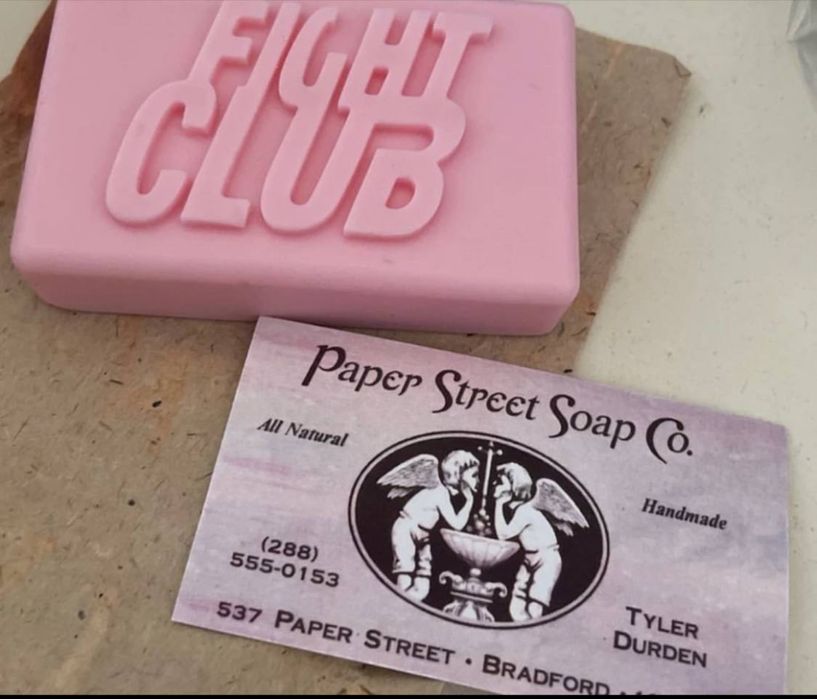 FIGHT
CLUB
Paper Street Soap Co.
All Natural
Handmade
(288)
555-0153
TYLER
DURDEN
537 PAPER STREET • BRADFORD •